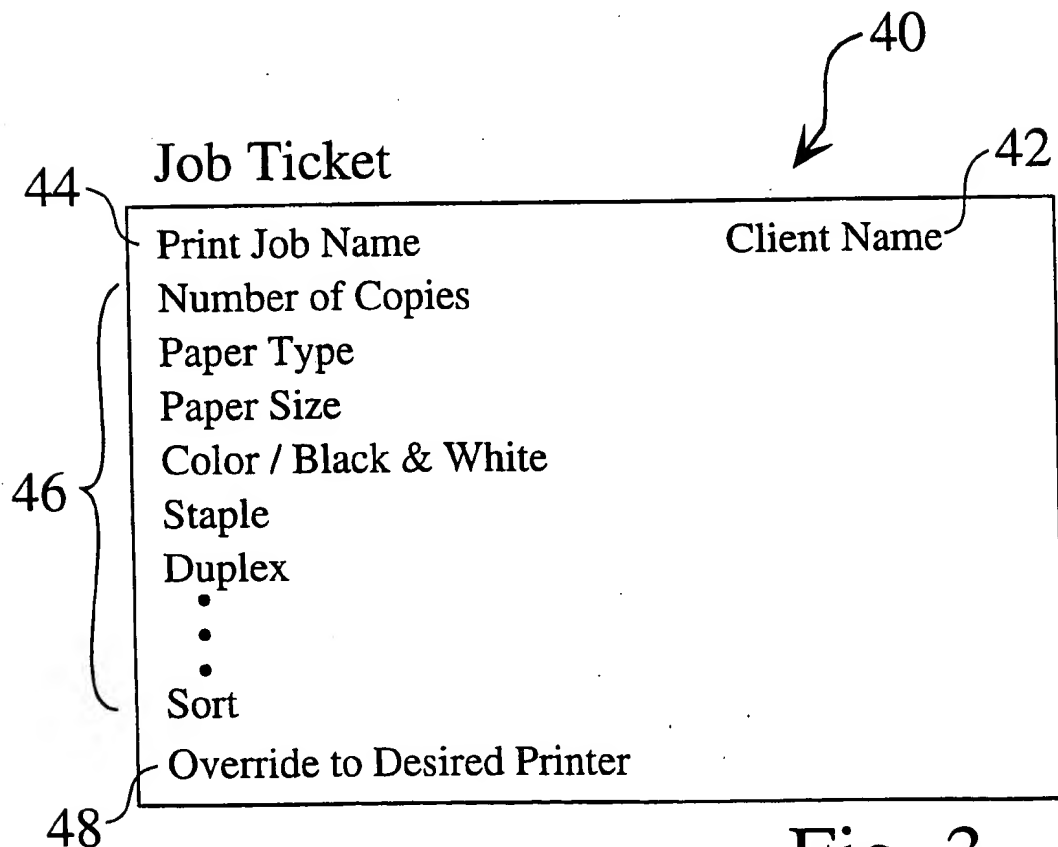 40
Job Ticket
42
44
Print Job Name
Client Name
Number of Copies
Paper Type
Paper Size
Color / Black & White
46
Staple
Duplex
Sort
Override to Desired Printer
48